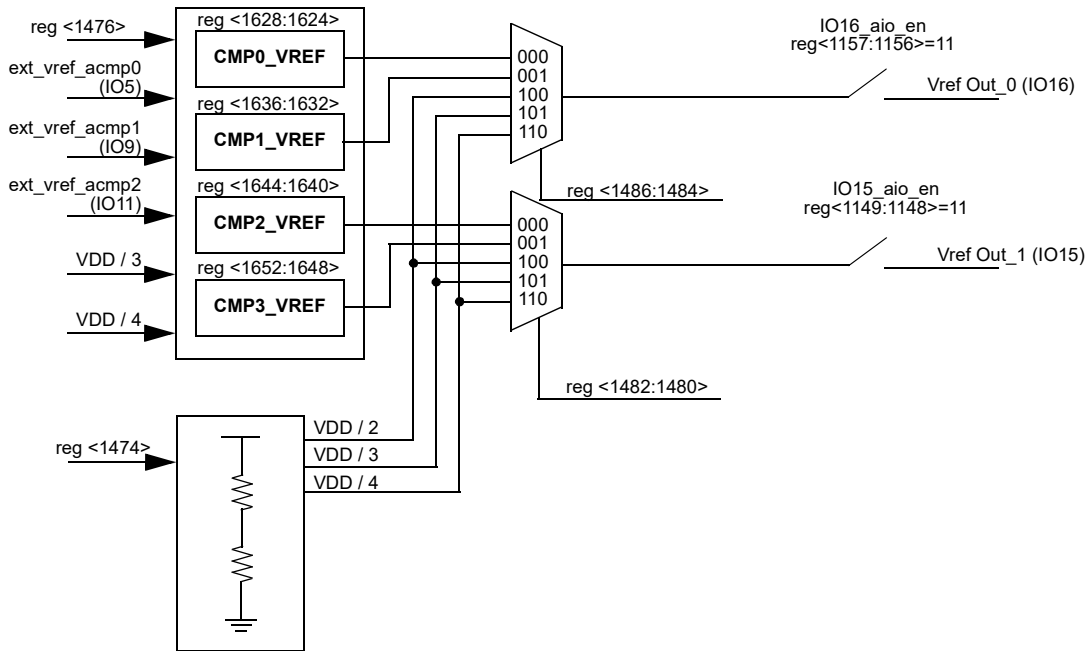 reg <1476>
ext_vref_acmp0
(IO5)
ext_vref_acmp1
(IO9)
ext_vref_acmp2
(IO11)
VDD / 3
VDD / 4
reg <1628:1624>
CMP0_VREF
reg <1636:1632>
CMP1_VREF
reg <1644:1640>
CMP2_VREF
reg <1652:1648>
CMP3_VREF
000
001
100
101
110
reg <1486:1484>
IO16_aio_en
reg<1157:1156>=11
Vref Out_0 (IO16)
000
001
100
101
110
reg <1482:1480>
IO15_aio_en
reg<1149:1148>=11
Vref Out_1 (IO15)
reg <1474>
VDD / 2
VDD / 3
VDD / 4